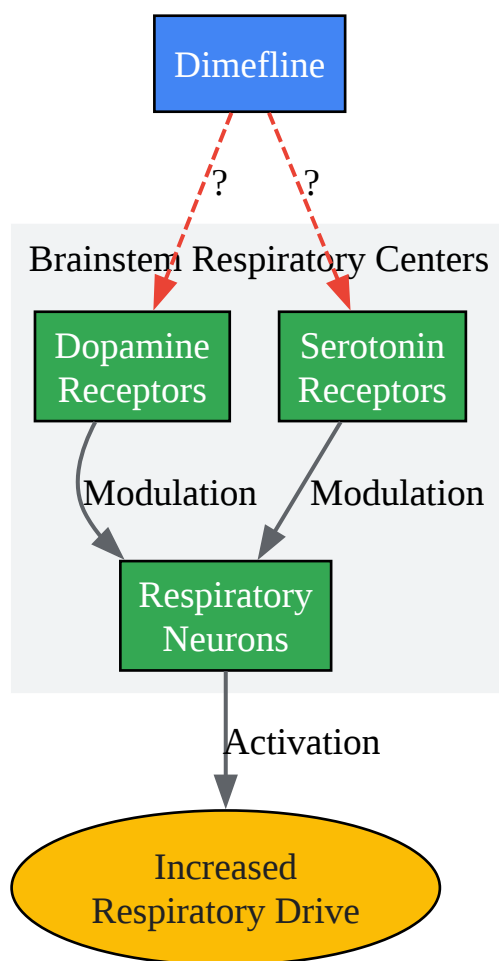 Dimefline
?
?
Brainstem Respiratory Centers
Dopamine
Receptors
Serotonin
Receptors
Modulation
Modulation
Respiratory
Neurons
Activation
Increased
Respiratory Drive